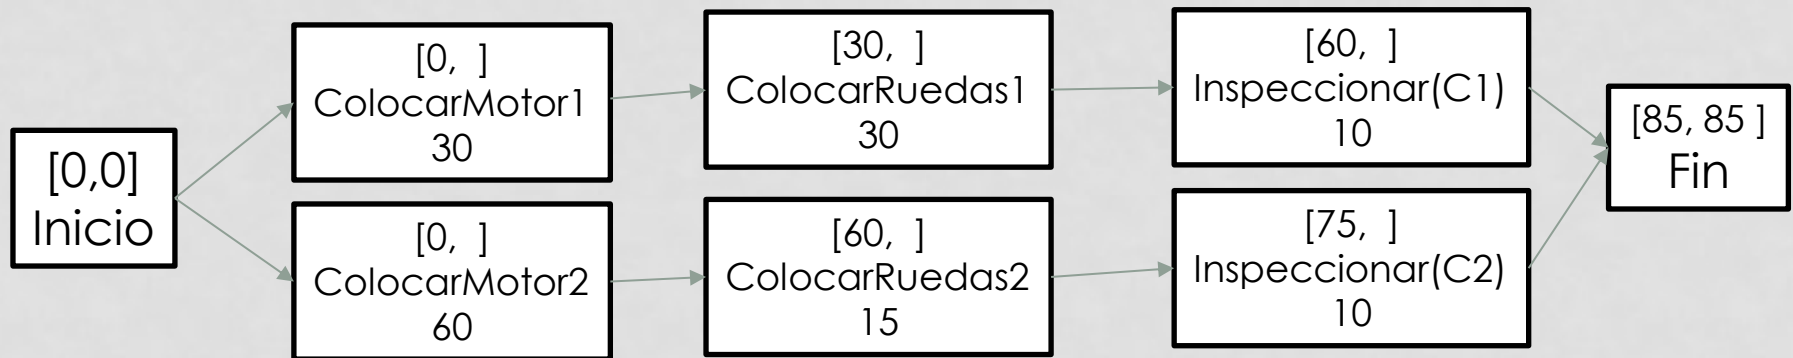 [0,0]
Inicio
[0,  ]
ColocarMotor1
30
[30,  ]
ColocarRuedas1
30
[60,  ]
Inspeccionar(C1)
10
[0,  ]
ColocarMotor2
60
[60,  ]
ColocarRuedas2
15
[75,  ]
Inspeccionar(C2)
10
[85, 85 ]
Fin